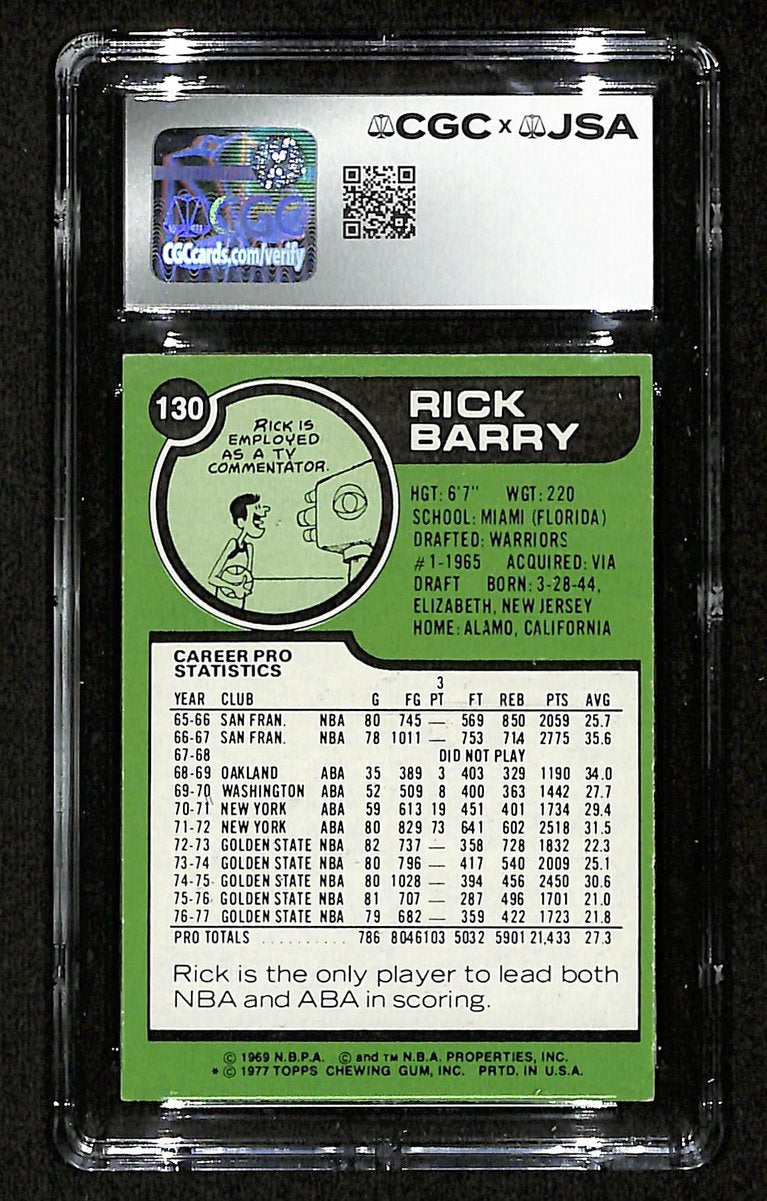 CGC x JSA
CGC
CGCcards.com/verify
130
RICK IS
EMPLOYED
AS A TV
COMMENTATOR.
RICK
BARRY
HGT: 6'7" WGT: 220
SCHOOL: MIAMI (FLORIDA)
DRAFTED: WARRIORS
#1-1965 ACQUIRED: VIA
DRAFT BORN: 3-28-44,
ELIZABETH, NEW JERSEY
HOME: ALAMO, CALIFORNIA
CAREER PRO
STATISTICS
YEAR CLUB G FG 3 PT FT REB PTS AVG
65-66 SAN FRAN. NBA 80 745 — 569 850 2059 25.7
66-67 SAN FRAN. NBA 78 1011 — 753 714 2775 35.6
67-68 DID NOT PLAY
68-69 OAKLAND ABA 35 389 3 403 329 1190 34.0
69-70 WASHINGTON ABA 52 509 8 400 363 1442 27.7
70-71 NEW YORK ABA 59 613 19 451 401 1734 29.4
71-72 NEW YORK ABA 80 829 73 641 602 2518 31.5
72-73 GOLDEN STATE NBA 82 737 — 358 728 1832 22.3
73-74 GOLDEN STATE NBA 80 796 — 417 540 2009 25.1
74-75 GOLDEN STATE NBA 80 1028 — 394 456 2450 30.6
75-76 GOLDEN STATE NBA 81 707 — 287 496 1701 21.0
76-77 GOLDEN STATE NBA 79 682 — 359 422 1723 21.8
PRO TOTALS .......... 786 8046 103 5032 5901 21,433 27.3
Rick is the only player to lead both
NBA and ABA in scoring.
© 1969 N.B.P.A. © and TM N.B.A. PROPERTIES, INC.
* © 1977 TOPPS CHEWING GUM, INC. PRTD. IN U.S.A.